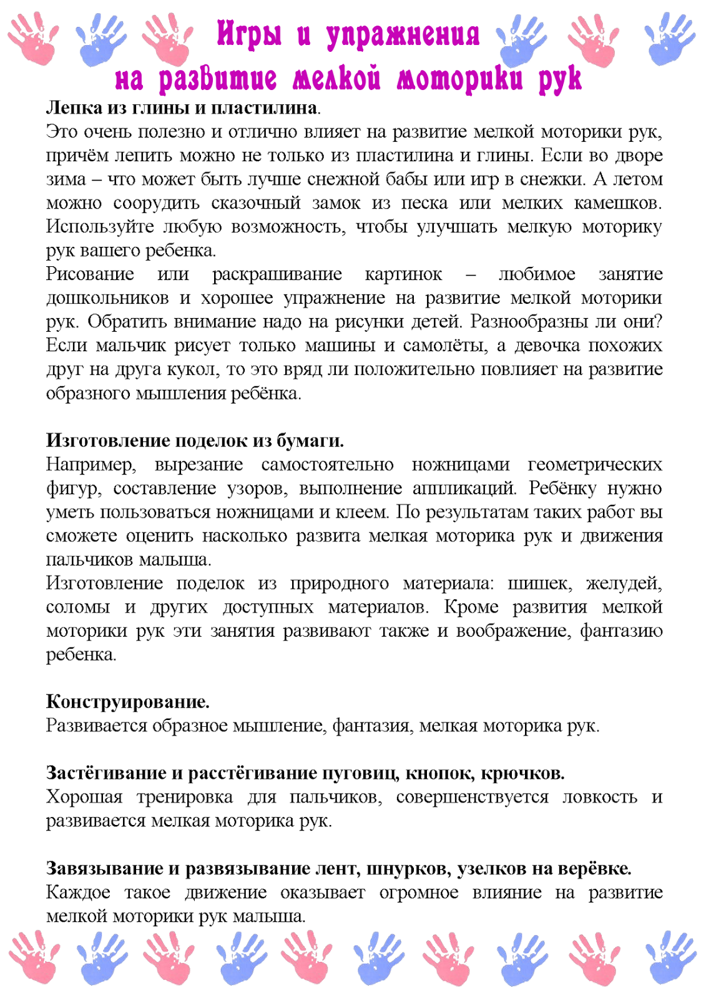 Игры и упражнения
на развитие мелкой моторики рук
Лепка из глины и пластилина.
Это очень полезно и отлично влияет на развитие мелкой моторики рук,
причём лепить можно не только из пластилина и глины. Если во дворе
зима – что может быть лучше снежной бабы или игр в снежки. А летом
можно соорудить сказочный замок из песка или мелких камешков.
Используйте любую возможность, чтобы улучшать мелкую моторику
рук вашего ребенка.
Рисование или раскрашивание картинок – любимое занятие
дошкольников и хорошее упражнение на развитие мелкой моторики
рук. Обратить внимание надо на рисунки детей. Разнообразны ли они?
Если мальчик рисует только машины и самолёты, а девочка похожих
друг на друга кукол, то это вряд ли положительно повлияет на развитие
образного мышления ребёнка.
Изготовление поделок из бумаги.
Например, вырезание самостоятельно ножницами геометрических
фигур, составление узоров, выполнение аппликаций. Ребёнку нужно
уметь пользоваться ножницами и клеем. По результатам таких работ вы
сможете оценить насколько развита мелкая моторика рук и движения
пальчиков малыша.
Изготовление поделок из природного материала: шишек, желудей,
соломы и других доступных материалов. Кроме развития мелкой
моторики рук эти занятия развивают также и воображение, фантазию
ребенка.
Конструирование.
Развивается образное мышление, фантазия, мелкая моторика рук.
Застёгивание и расстёгивание пуговиц, кнопок, крючков.
Хорошая тренировка для пальчиков, совершенствуется ловкость и
развивается мелкая моторика рук.
Завязывание и развязывание лент, шнурков, узелков на верёвке.
Каждое такое движение оказывает огромное влияние на развитие
мелкой моторики рук малыша.